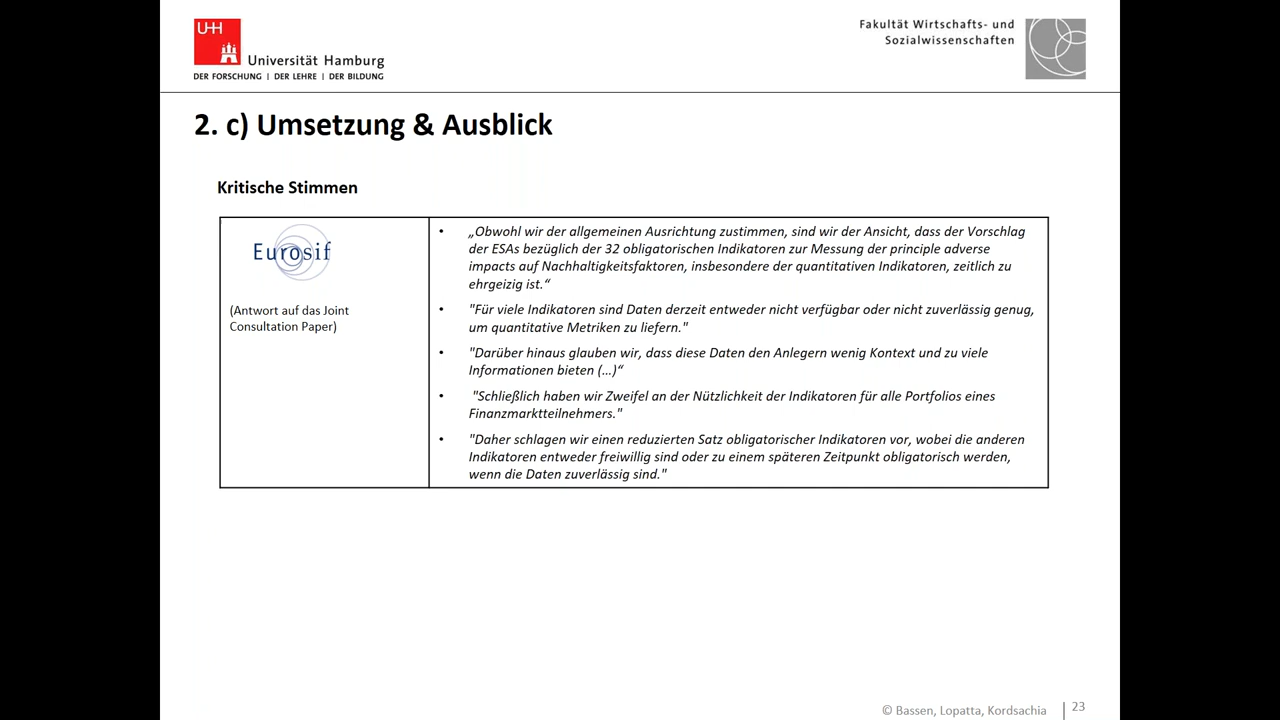 UHH
Universität Hamburg
DER FORSCHUNG | DER LEHRE | DER BILDUNG
Fakultät Wirtschafts- und
Sozialwissenschaften
2. c) Umsetzung & Ausblick
Kritische Stimmen
Eurosif
(Antwort auf das Joint
Consultation Paper)
• „Obwohl wir der allgemeinen Ausrichtung zustimmen, sind wir der Ansicht, dass der Vorschlag
der ESAs bezüglich der 32 obligatorischen Indikatoren zur Messung der principle adverse
impacts auf Nachhaltigkeitsfaktoren, insbesondere der quantitativen Indikatoren, zeitlich zu
ehrgeizig ist.“
• "Für viele Indikatoren sind Daten derzeit entweder nicht verfügbar oder nicht zuverlässig genug,
um quantitative Metriken zu liefern."
• "Darüber hinaus glauben wir, dass diese Daten den Anlegern wenig Kontext und zu viele
Informationen bieten (…)“
• "Schließlich haben wir Zweifel an der Nützlichkeit der Indikatoren für alle Portfolios eines
Finanzmarktteilnehmers."
• "Daher schlagen wir einen reduzierten Satz obligatorischer Indikatoren vor, wobei die anderen
Indikatoren entweder freiwillig sind oder zu einem späteren Zeitpunkt obligatorisch werden,
wenn die Daten zuverlässig sind."
© Bassen, Lopatta, Kordsachia
23